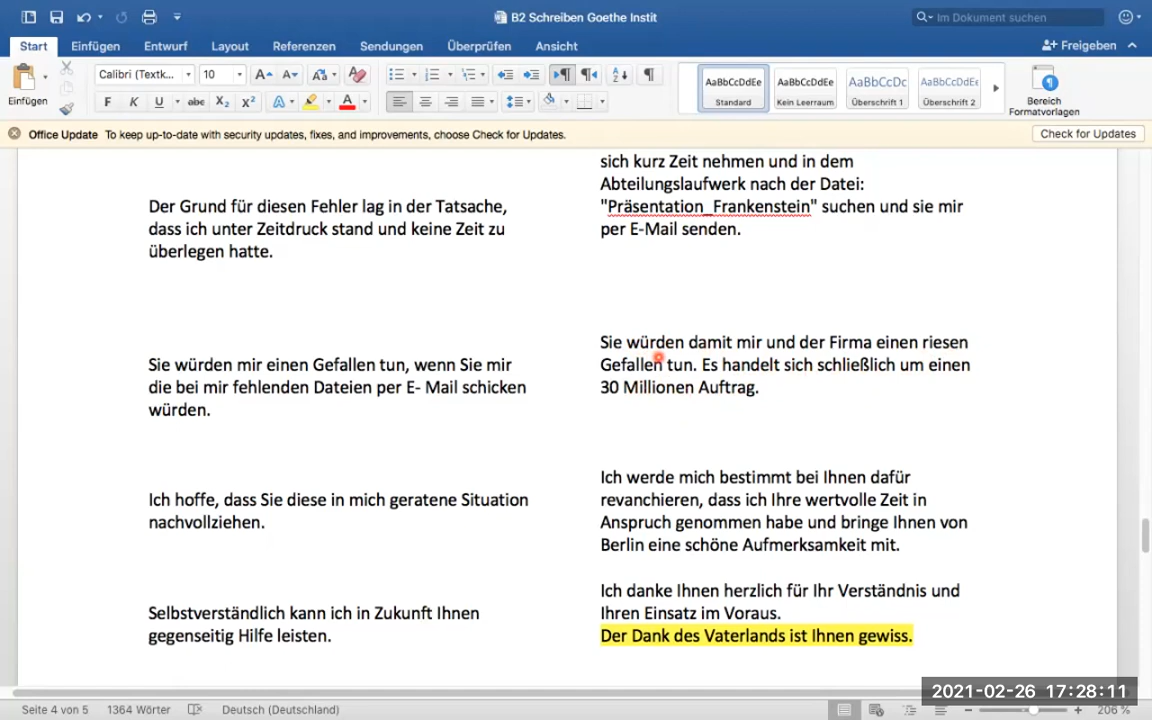 B2 Schreiben Goethe Instit
Im Dokument suchen
Start Einfügen Entwurf Layout Referenzen Sendungen Überprüfen Ansicht
Freigeben
Einfügen
Calibri (Textk... 10
AaBbCcDdEe AaBbCcDdEe AaBbCcDc AaBbCcDdEe
Standard Kein Leerraum Überschrift 1 Überschrift 2
Bereich
Formatvorlagen
F K U abc X₂ X²
Office Update To keep up-to-date with security updates, fixes, and improvements, choose Check for Updates.
Check for Updates
Der Grund für diesen Fehler lag in der Tatsache,
dass ich unter Zeitdruck stand und keine Zeit zu
überlegen hatte.
Sie würden mir einen Gefallen tun, wenn Sie mir
die bei mir fehlenden Dateien per E- Mail schicken
würden.
Ich hoffe, dass Sie diese in mich geratene Situation
nachvollziehen.
Selbstverständlich kann ich in Zukunft Ihnen
gegenseitig Hilfe leisten.
sich kurz Zeit nehmen und in dem
Abteilungslaufwerk nach der Datei:
"Präsentation_Frankenstein" suchen und sie mir
per E-Mail senden.
Sie würden damit mir und der Firma einen riesen
Gefallen tun. Es handelt sich schließlich um einen
30 Millionen Auftrag.
Ich werde mich bestimmt bei Ihnen dafür
revanchieren, dass ich Ihre wertvolle Zeit in
Anspruch genommen habe und bringe Ihnen von
Berlin eine schöne Aufmerksamkeit mit.
Ich danke Ihnen herzlich für Ihr Verständnis und
Ihren Einsatz im Voraus.
Der Dank des Vaterlands ist Ihnen gewiss.
2021-02-26 17:28:11
Seite 4 von 5 1364 Wörter Deutsch (Deutschland) 206 %